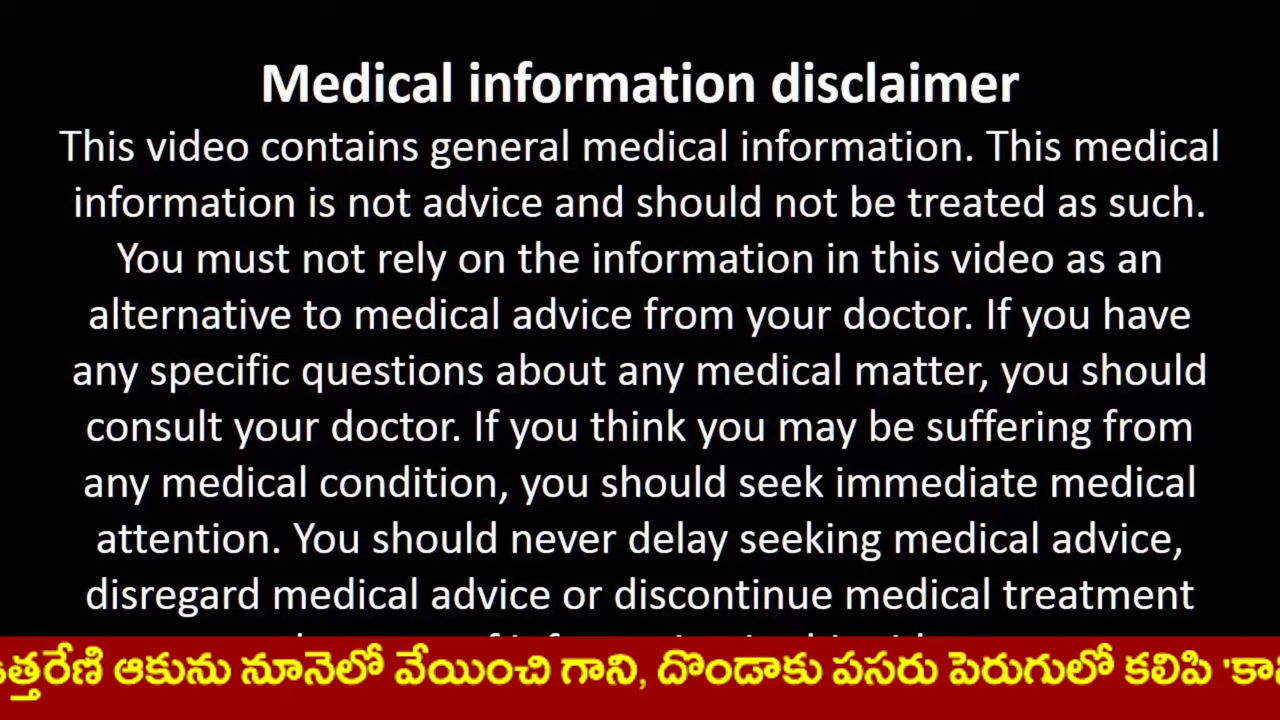 Medical information disclaimer
This video contains general medical information. This medical
information is not advice and should not be treated as such.
You must not rely on the information in this video as an
alternative to medical advice from your doctor. If you have
any specific questions about any medical matter, you should
consult your doctor. If you think you may be suffering from
any medical condition, you should seek immediate medical
attention. You should never delay seeking medical advice,
disregard medical advice or discontinue medical treatment
ఆకును నూనెలో వేయించి గాని, దొండాకు పసరు పెరుగులో కలిపి